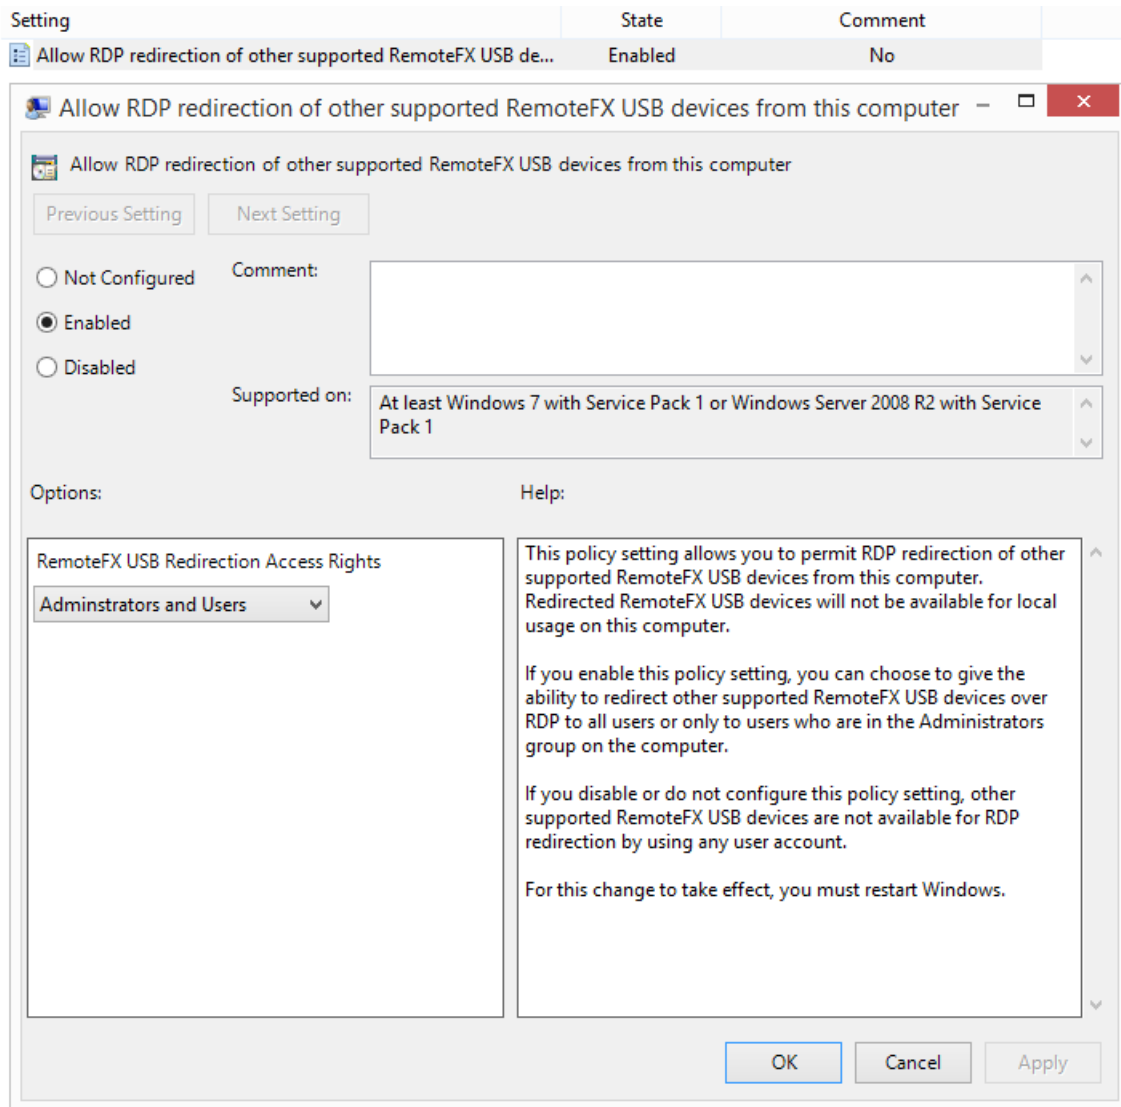 Setting State Comment
Allow RDP redirection of other supported RemoteFX USB de... Enabled No
Allow RDP redirection of other supported RemoteFX USB devices from this computer
Allow RDP redirection of other supported RemoteFX USB devices from this computer
Previous Setting Next Setting
Not Configured
Enabled
Disabled
Comment:
Supported on:
At least Windows 7 with Service Pack 1 or Windows Server 2008 R2 with Service
Pack 1
Options:
Help:
RemoteFX USB Redirection Access Rights
Adminstrators and Users
This policy setting allows you to permit RDP redirection of other
supported RemoteFX USB devices from this computer.
Redirected RemoteFX USB devices will not be available for local
usage on this computer.
If you enable this policy setting, you can choose to give the
ability to redirect other supported RemoteFX USB devices over
RDP to all users or only to users who are in the Administrators
group on the computer.
If you disable or do not configure this policy setting, other
supported RemoteFX USB devices are not available for RDP
redirection by using any user account.
For this change to take effect, you must restart Windows.
OK Cancel Apply